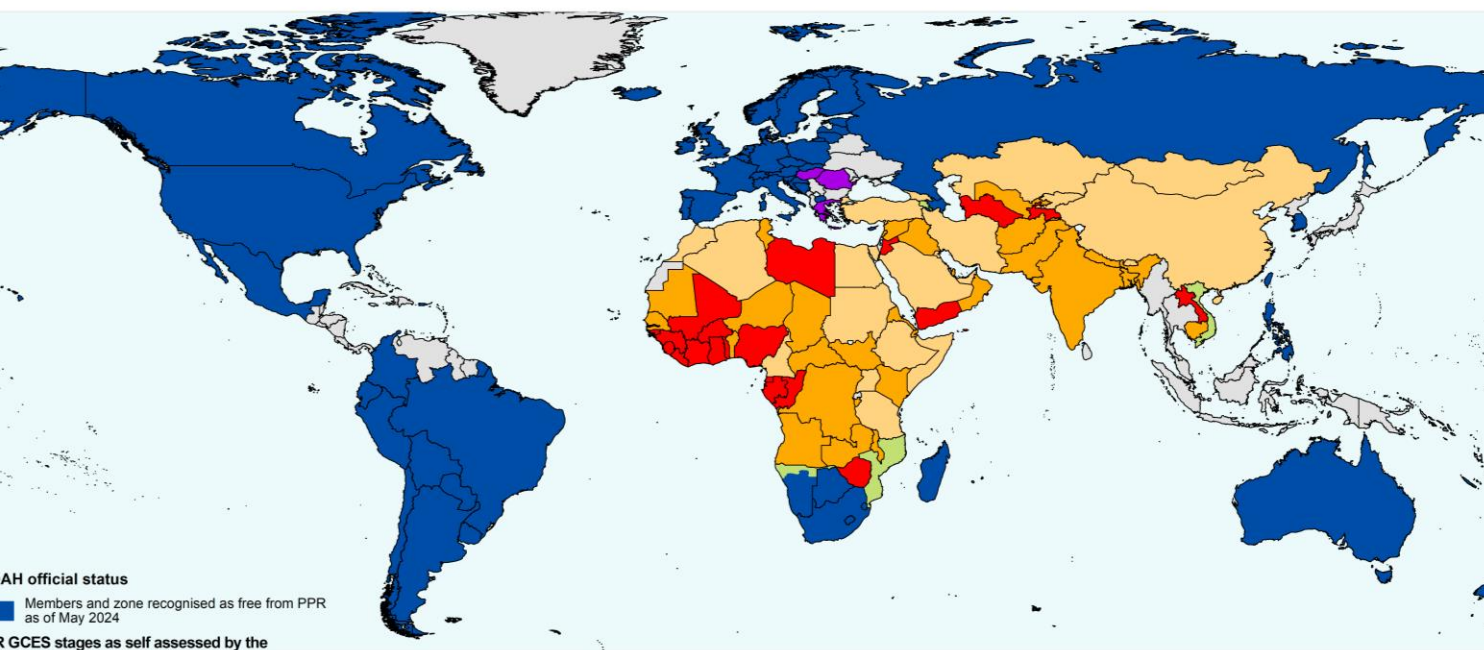 AH official status
Members and zone recognised as free from PPR
as of May 2024
R GCES stages as self assessed by the